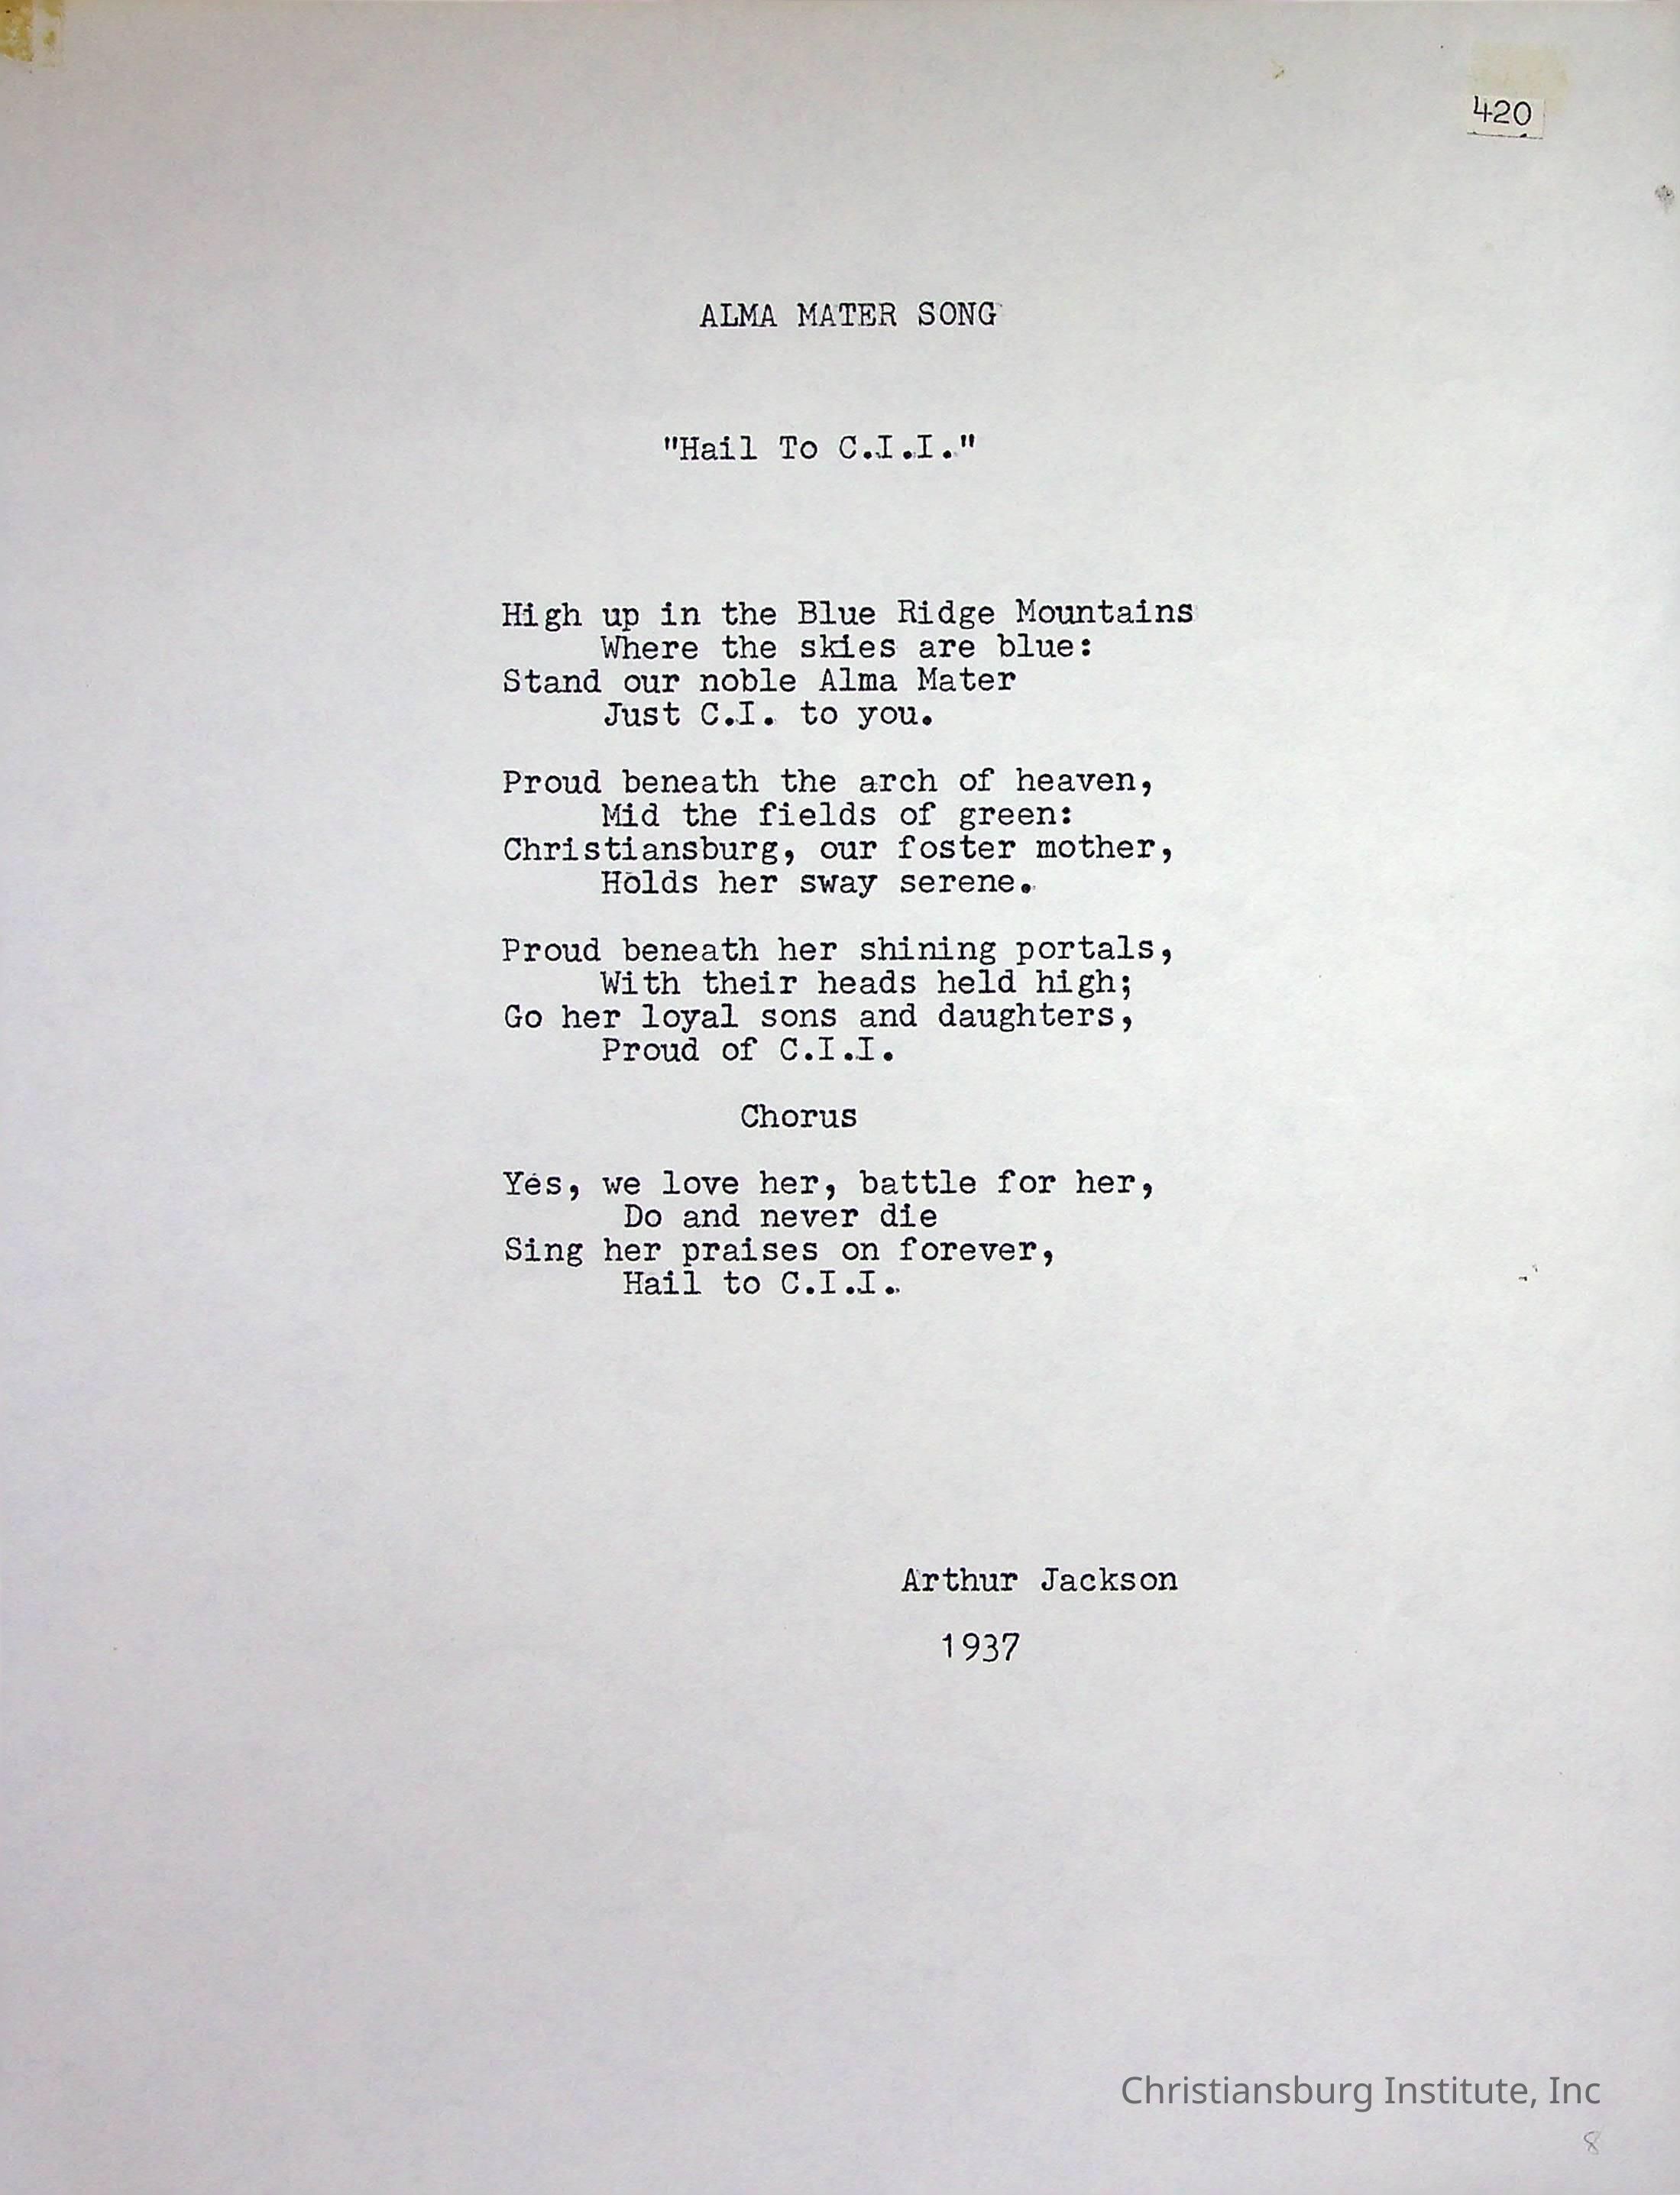 420
ALMA MATER SONG
"Hail To C.I.I."
High up in the Blue Ridge Mountains
Where the skies are blue:
Stand our noble Alma Mater
Just C.I. to you.
Proud beneath the arch of heaven,
Mid the fields of green:
Christiansburg, our foster mother,
Holds her sway serene.
Proud beneath her shining portals,
With their heads held high;
Go her loyal sons and daughters,
Proud of C.I.I.
Chorus
Yes, we love her, battle for her,
Do and never die
Sing her praises on forever,
Hail to C.I.I.
Arthur Jackson
1937
Christiansburg Institute, Inc
8